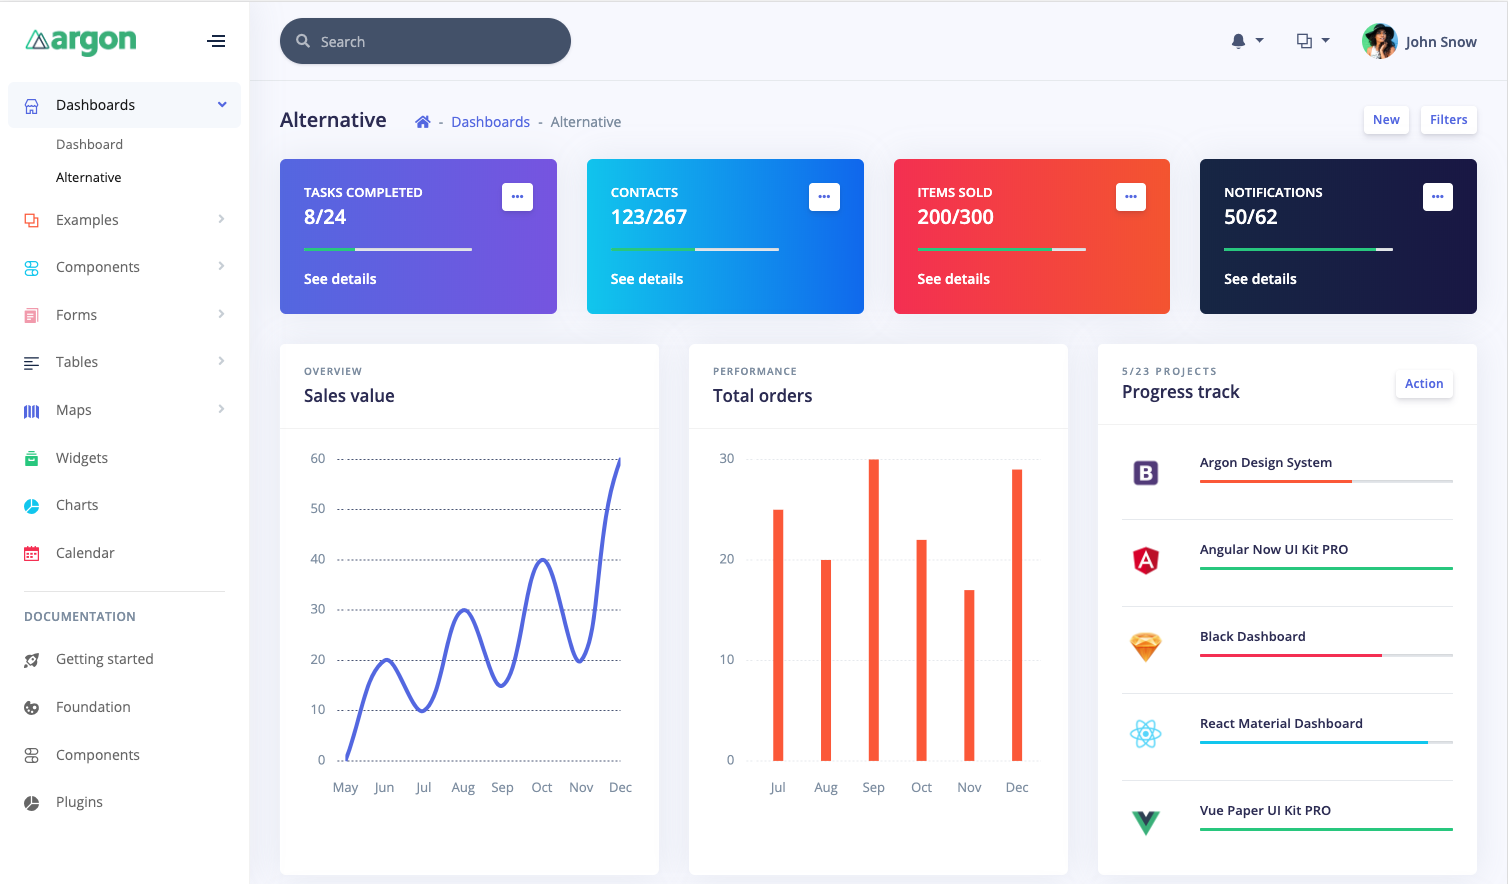 argon
Search
John Snow
Dashboards
Dashboard
Alternative
Examples
Components
Forms
Tables
Maps
Widgets
Charts
Calendar
DOCUMENTATION
Getting started
Foundation
Components
Plugins
Alternative
- Dashboards - Alternative
New
Filters
TASKS COMPLETED
8/24
See details
CONTACTS
123/267
See details
ITEMS SOLD
200/300
See details
NOTIFICATIONS
50/62
See details
OVERVIEW
Sales value
60
50
40
30
20
10
0
May Jun Jul Aug Sep Oct Nov Dec
PERFORMANCE
Total orders
30
20
10
0
Jul Aug Sep Oct Nov Dec
5/23 PROJECTS
Progress track
Action
B
Argon Design System
A
Angular Now UI Kit PRO
Black Dashboard
React Material Dashboard
Vue Paper UI Kit PRO